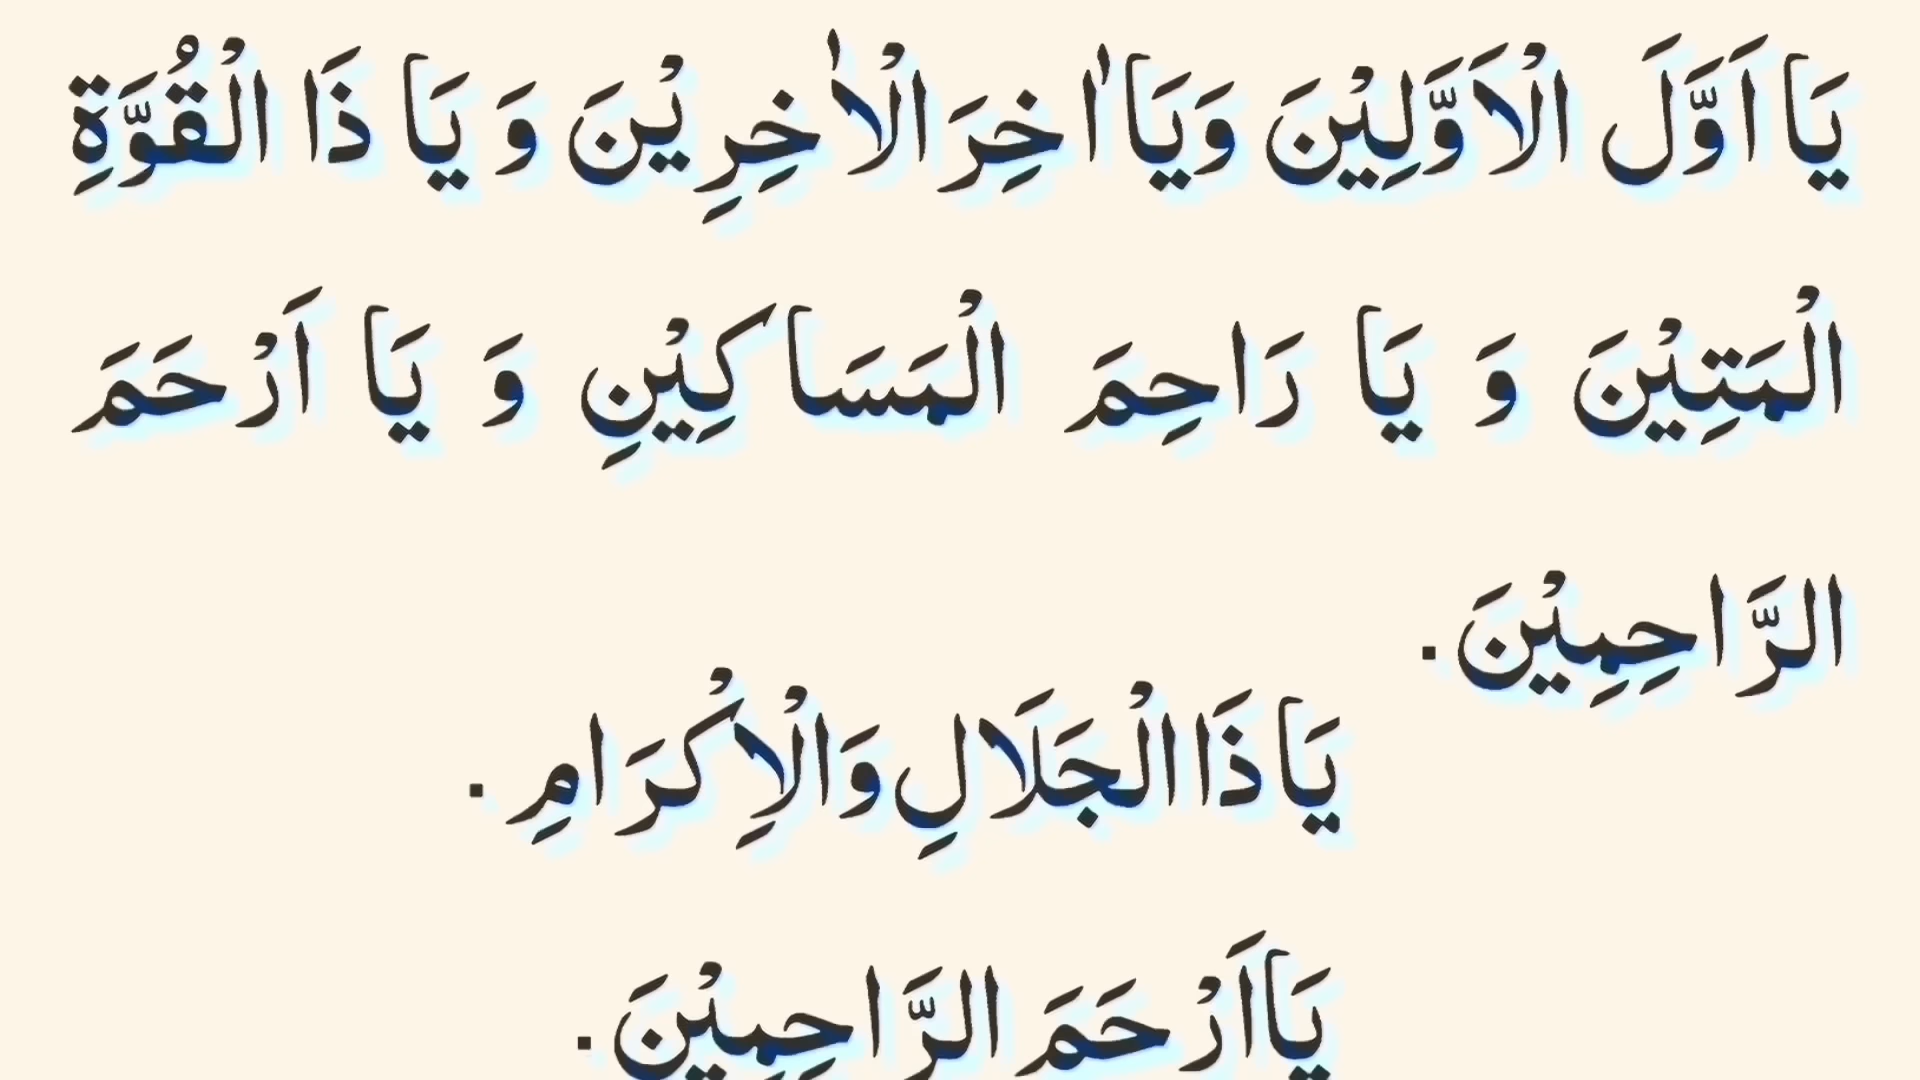 يَا اَوَّلَ الْاَوَّلِيْنَ وَيَا اٰخِرَ الْاٰخِرِيْنَ وَ يَا ذَا الْقُوَّةِ
الْمَتِيْنَ وَ يَا رَاحِمَ الْمَسَاكِيْنِ وَ يَا اَرْحَمَ
الرَّاحِمِيْنَ.
يَا ذَا الْجَلَالِ وَالْاِكْرَامِ.
يَا اَرْحَمَ الرَّاحِمِيْنَ.